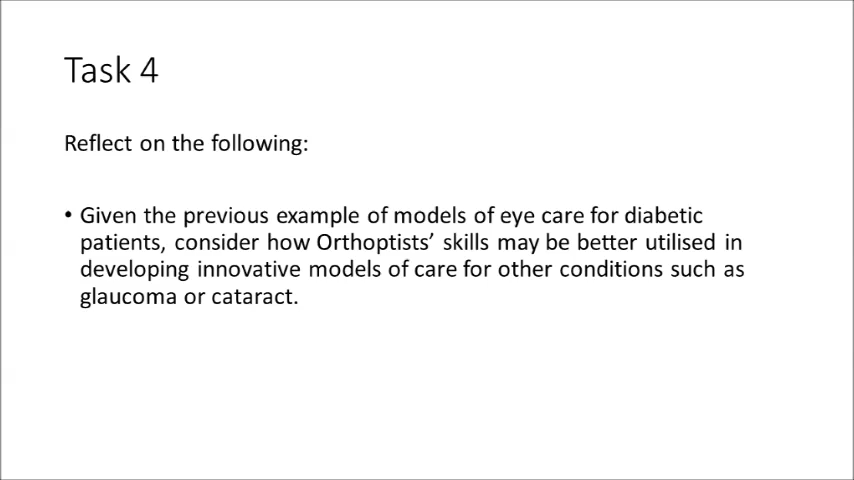 Task 4
Reflect on the following:
• Given the previous example of models of eye care for diabetic
patients, consider how Orthoptists’ skills may be better utilised in
developing innovative models of care for other conditions such as
glaucoma or cataract.